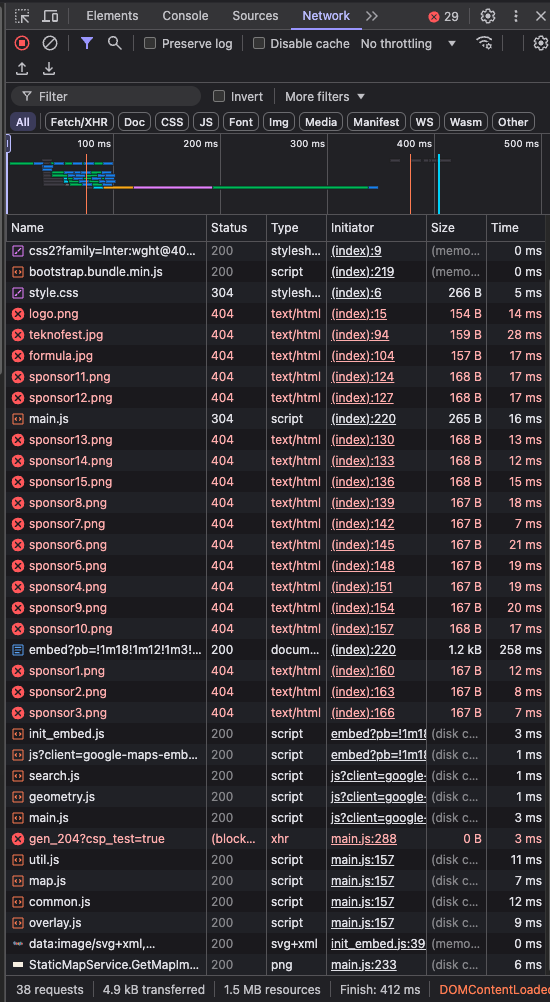 Elements Console Sources Network 29
Preserve log Disable cache No throttling
Filter Invert More filters
All Fetch/XHR Doc CSS JS Font Img Media Manifest WS Wasm Other
100 ms 200 ms 300 ms 400 ms 500 ms
Name Status Type Initiator Size Time
css2?family=Inter:wght@40... 200 stylesh... (index):9 (memo... 0 ms
bootstrap.bundle.min.js 200 script (index):219 (memo... 0 ms
style.css 304 stylesh... (index):6 266 B 5 ms
logo.png 404 text/html (index):15 154 B 14 ms
teknofest.jpg 404 text/html (index):94 159 B 28 ms
formula.jpg 404 text/html (index):104 157 B 17 ms
sponsor11.png 404 text/html (index):124 168 B 17 ms
sponsor12.png 404 text/html (index):127 168 B 17 ms
main.js 304 script (index):220 265 B 16 ms
sponsor13.png 404 text/html (index):130 168 B 13 ms
sponsor14.png 404 text/html (index):133 168 B 12 ms
sponsor15.png 404 text/html (index):136 168 B 15 ms
sponsor8.png 404 text/html (index):139 167 B 18 ms
sponsor7.png 404 text/html (index):142 167 B 7 ms
sponsor6.png 404 text/html (index):145 167 B 21 ms
sponsor5.png 404 text/html (index):148 167 B 19 ms
sponsor4.png 404 text/html (index):151 167 B 19 ms
sponsor9.png 404 text/html (index):154 167 B 20 ms
sponsor10.png 404 text/html (index):157 168 B 17 ms
embed?pb=!1m18!1m12!1m3!... 200 docum... (index):220 1.2 kB 258 ms
sponsor1.png 404 text/html (index):160 167 B 12 ms
sponsor2.png 404 text/html (index):163 167 B 8 ms
sponsor3.png 404 text/html (index):166 167 B 7 ms
init_embed.js 200 script embed?pb=!1m18 (disk c... 3 ms
js?client=google-maps-emb... 200 script embed?pb=!1m18 (disk c... 1 ms
search.js 200 script js?client=google- (disk c... 1 ms
geometry.js 200 script js?client=google- (disk c... 1 ms
main.js 200 script js?client=google- (disk c... 3 ms
gen_204?csp_test=true (block... xhr main.js:288 0 B 3 ms
util.js 200 script main.js:157 (disk c... 11 ms
map.js 200 script main.js:157 (disk c... 7 ms
common.js 200 script main.js:157 (disk c... 12 ms
overlay.js 200 script main.js:157 (disk c... 9 ms
data:image/svg+xml,... 200 svg+xml init_embed.js:39 (memo... 0 ms
StaticMapService.GetMapIm... 200 png main.js:233 (disk c... 6 ms
38 requests 4.9 kB transferred 1.5 MB resources Finish: 412 ms DOMContentLoade